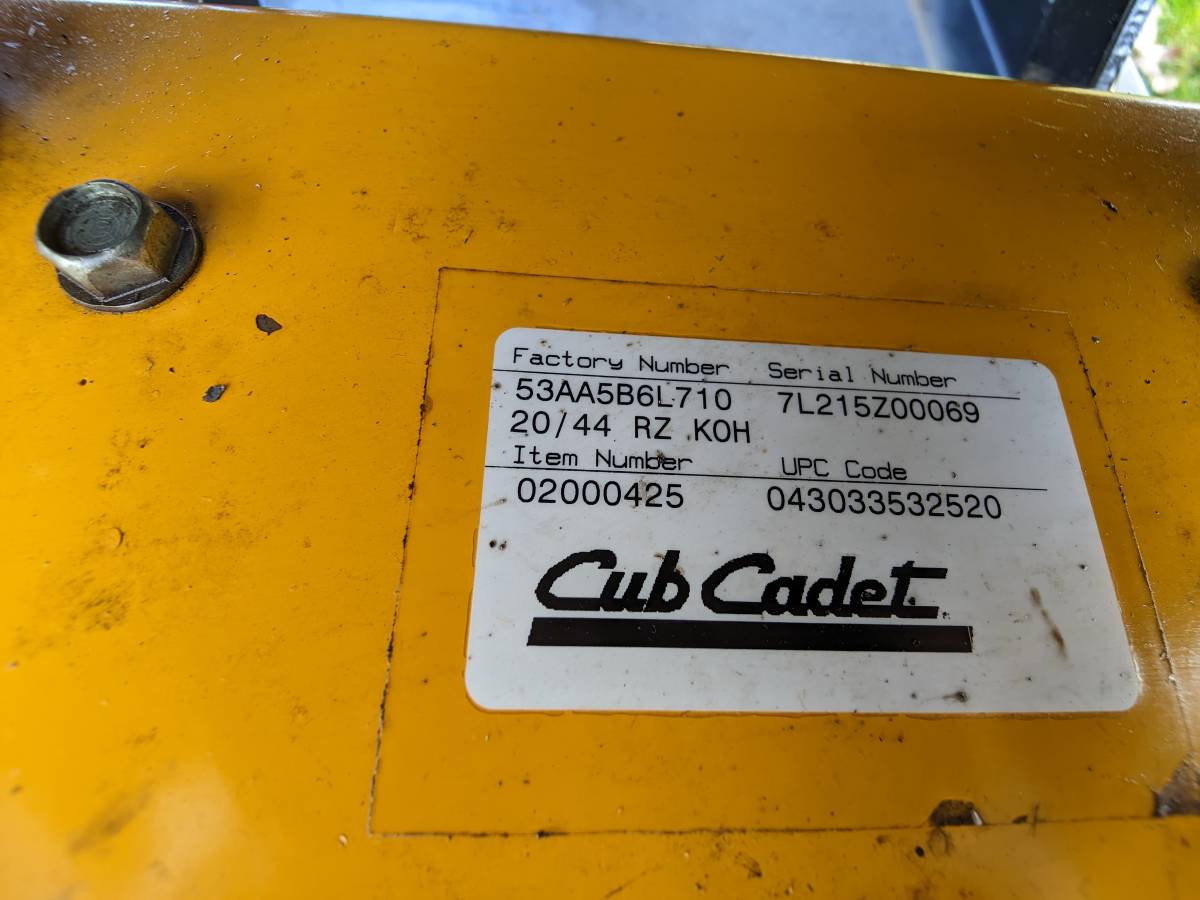 Factory Number Serial Number
53AA5B6L710 7L215Z00069
20/44 RZ KOH
Item Number UPC Code
02000425 043033532520
Cub Cadet